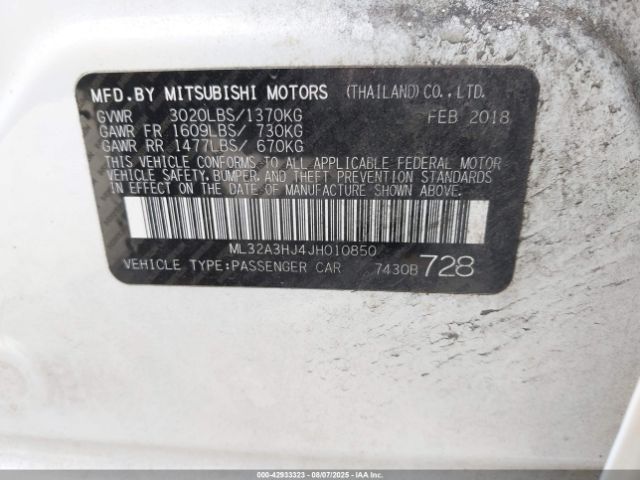 MFD.BY MITSUBISHI MOTORS (THAILAND) CO., LTD.
GVWR 3020LBS/1370KG FEB 2018
GAWR FR 1609LBS/ 730KG
GAWR RR 1477LBS/ 670KG
THIS VEHICLE CONFORMS TO ALL APPLICABLE FEDERAL MOTOR
VEHICLE SAFETY, BUMPER, AND THEFT PREVENTION STANDARDS
IN EFFECT ON THE DATE OF MANUFACTURE SHOWN ABOVE.
ML32A3HJ4JH010850
VEHICLE TYPE:PASSENGER CAR 7430B 728
000-42933323 - 08/07/2025 - IAAI.COM